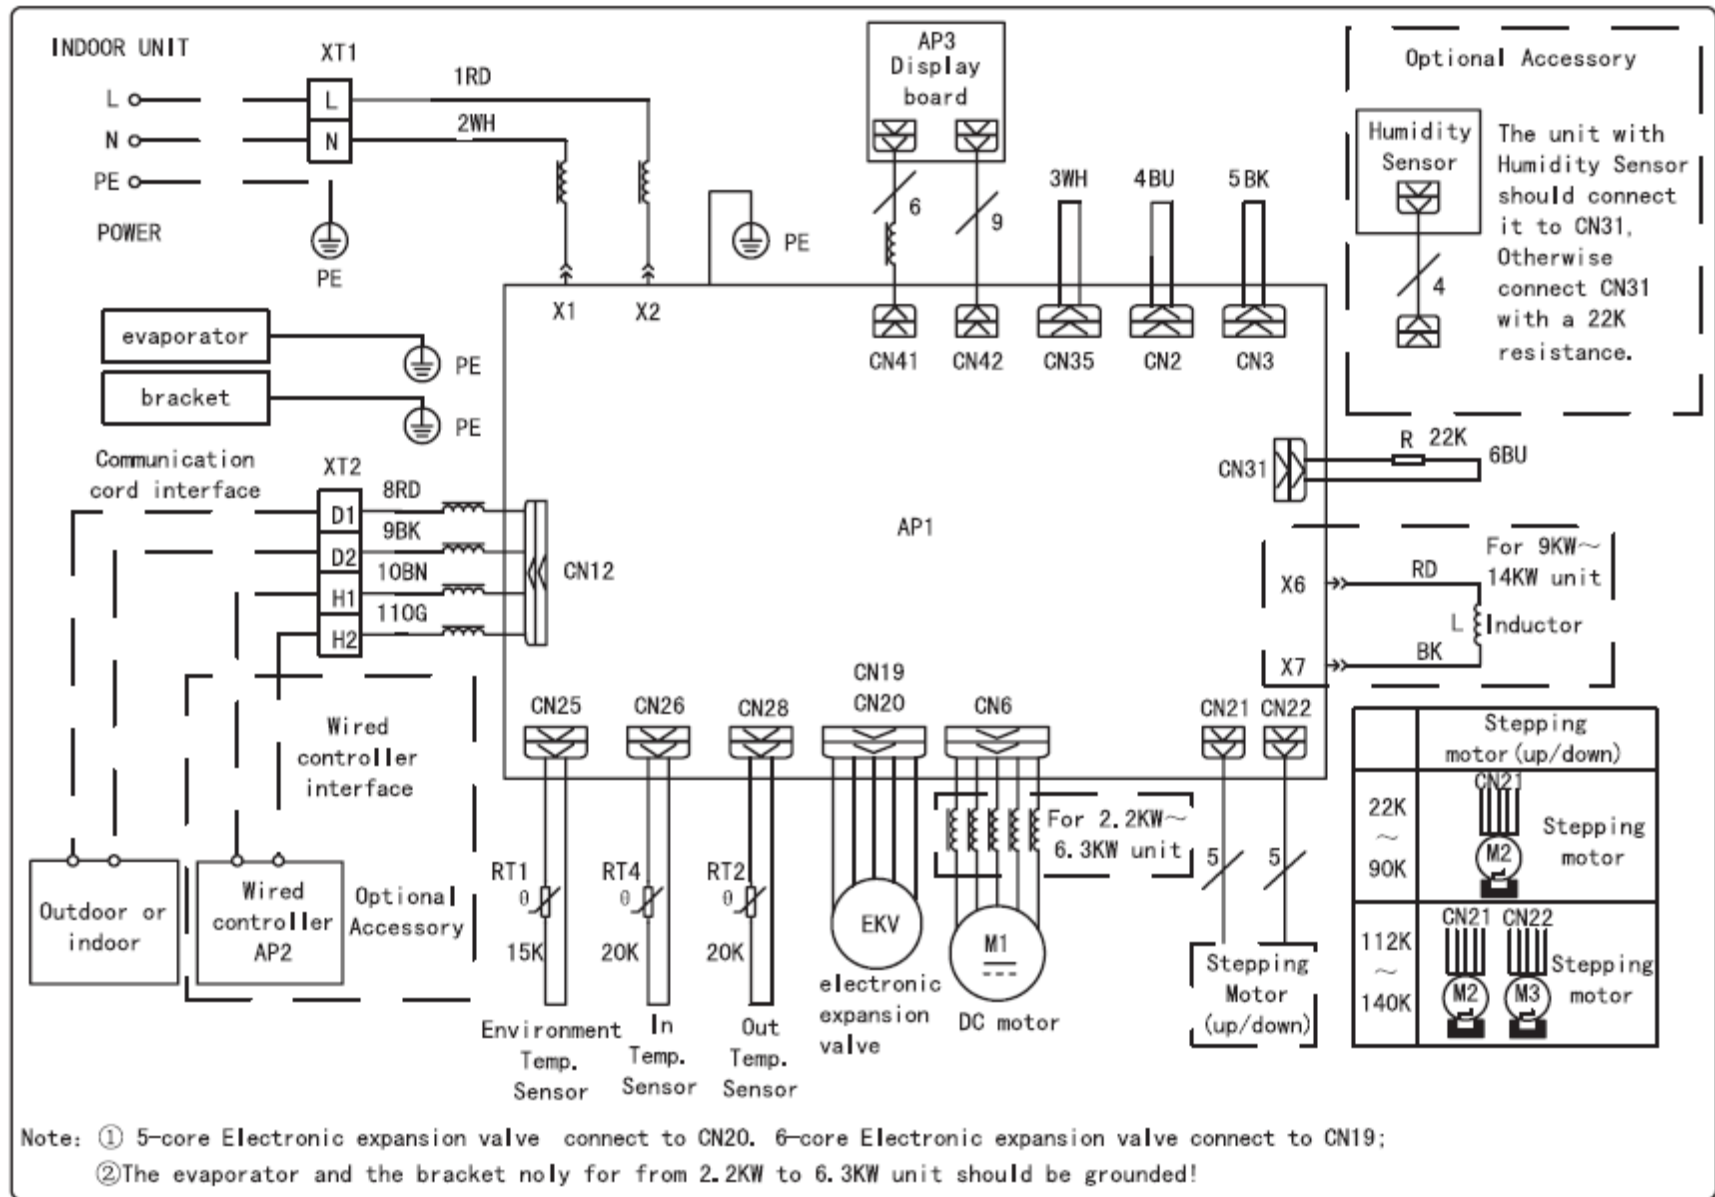 INDOOR UNIT
XT1
L
N
PE
POWER
L
N
1RD
2WH
PE
X1
X2
PE
AP3
Display
board
6
9
3WH
4BU
5BK
CN41
CN42
CN35
CN2
CN3
Optional Accessory
Humidity
Sensor
4
The unit with
Humidity Sensor
should connect
it to CN31,
Otherwise
connect CN31
with a 22K
resistance.
evaporator
PE
bracket
PE
Communication
cord interface
XT2
D1
D2
H1
H2
8RD
9BK
10BN
11OG
CN12
AP1
CN31
R
22K
6BU
For 9KW~
14KW unit
X6
RD
L
Inductor
X7
BK
Wired
controller
interface
Outdoor or
indoor
Wired
controller
AP2
Optional
Accessory
CN25
CN26
CN28
CN19
CN20
CN6
CN21
CN22
RT1
θ
15K
RT4
θ
20K
RT2
θ
20K
Environment
Temp.
Sensor
In
Temp.
Sensor
Out
Temp.
Sensor
EKV
electronic
expansion
valve
For 2.2KW~
6.3KW unit
M1
DC motor
5
5
Stepping
Motor
(up/down)
Stepping
motor(up/down)
22K
~
90K
CN21
M2
Stepping
motor
112K
~
140K
CN21
CN22
M2
M3
Stepping
motor
Note: ① 5-core Electronic expansion valve connect to CN20. 6-core Electronic expansion valve connect to CN19;
②The evaporator and the bracket noly for from 2.2KW to 6.3KW unit should be grounded!